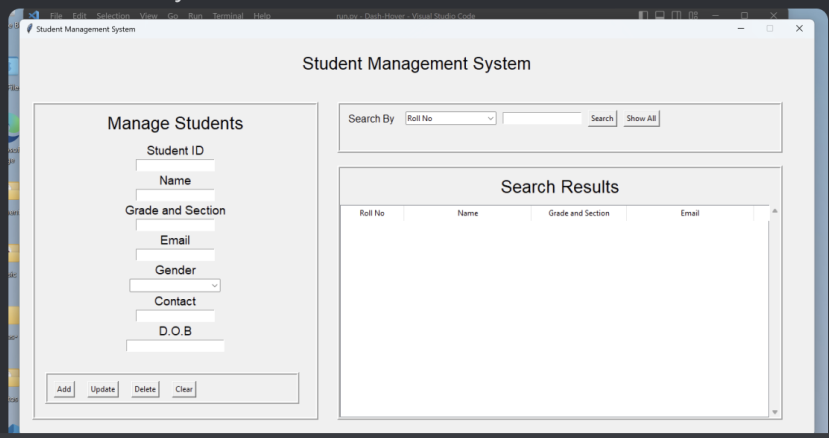 File Edit Selection View Go Run Terminal Help run.py - Dash-Hover - Visual Studio Code
Student Management System
Student Management System
Manage Students
Student ID
Name
Grade and Section
Email
Gender
Contact
D.O.B
Add Update Delete Clear
Search By Roll No Search Show All
Search Results
Roll No Name Grade and Section Email